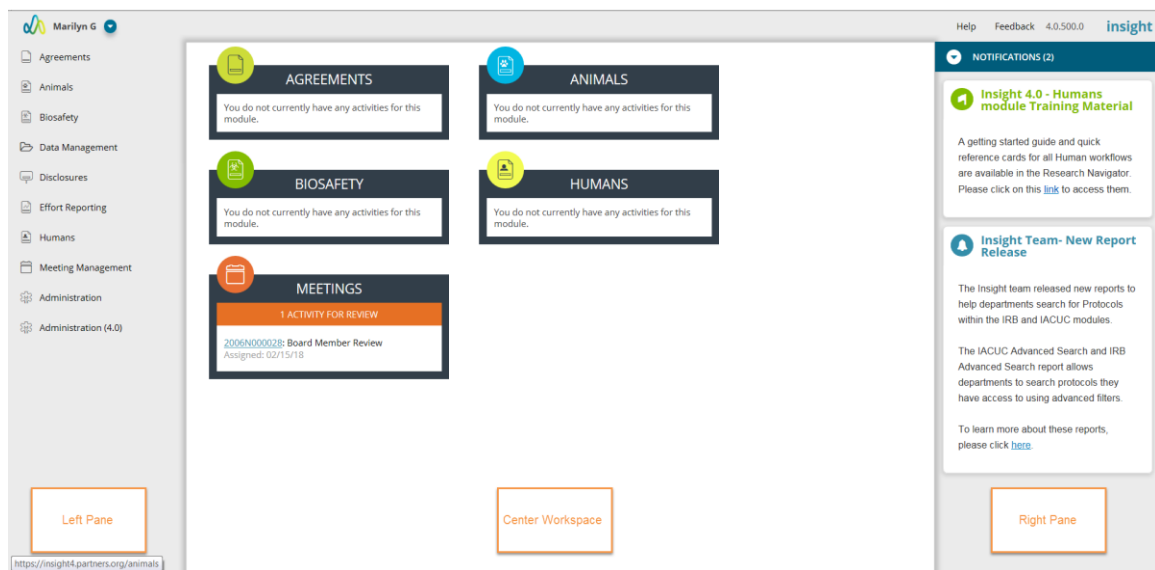 Marilyn G
Help Feedback 4.0.500.0 insight
Agreements
Animals
Biosafety
Data Management
Disclosures
Effort Reporting
Humans
Meeting Management
Administration
Administration (4.0)
AGREEMENTS
You do not currently have any activities for this
module.
ANIMALS
You do not currently have any activities for this
module.
BIOSAFETY
You do not currently have any activities for this
module.
HUMANS
You do not currently have any activities for this
module.
MEETINGS
1 ACTIVITY FOR REVIEW
2006N000028: Board Member Review
Assigned: 02/15/18
NOTIFICATIONS (2)
Insight 4.0 - Humans
module Training Material
A getting started guide and quick
reference cards for all Human workflows
are available in the Research Navigator.
Please click on this link to access them.
Insight Team- New Report
Release
The Insight team released new reports to
help departments search for Protocols
within the IRB and IACUC modules.
The IACUC Advanced Search and IRB
Advanced Search report allows
departments to search protocols they
have access to using advanced filters.
To learn more about these reports,
please click here.
Left Pane
Center Workspace
Right Pane
https://insight4.partners.org/animals